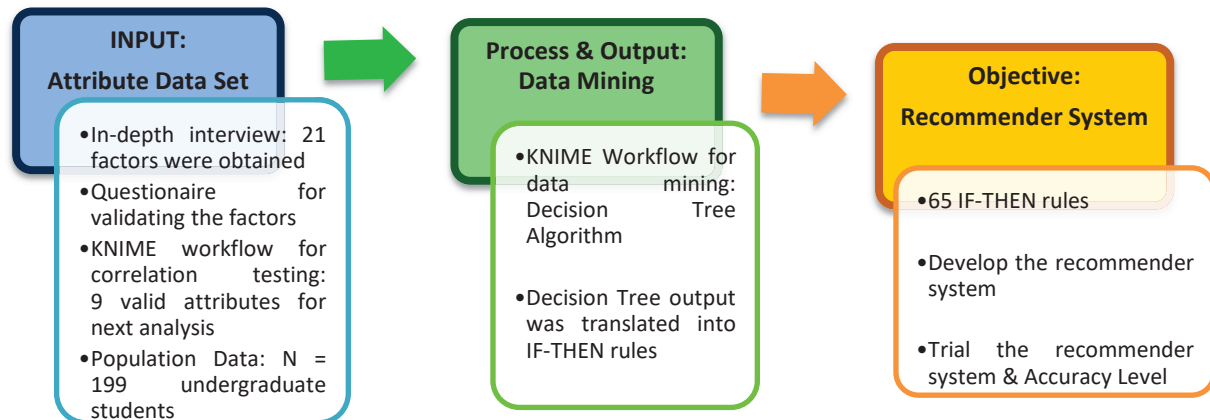 INPUT:
Attribute Data Set
•In-depth interview: 21
factors were obtained
•Questionaire for
validating the factors
•KNIME workflow for
correlation testing:
9 valid attributes for
next analysis
•Population Data: N =
199 undergraduate
students
Process & Output:
Data Mining
•KNIME Workflow for
data mining:
Decision Tree
Algorithm
•Decision Tree output
was translated into
IF-THEN rules
Objective:
Recommender System
•65 IF-THEN rules
•Develop the recommender
system
•Trial the recommender
system & Accuracy Level